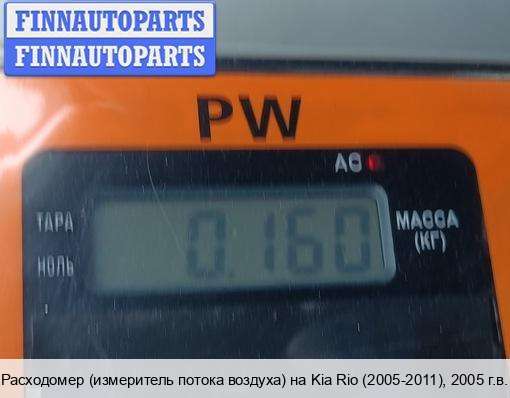 FINNAUTOPARTS
FINNAUTOPARTS
PW
AC
ТАРА
НОЛЬ
0.160
МАССА
(КГ)
Расходомер (измеритель потока воздуха) на Kia Rio (2005-2011), 2005 г.в.